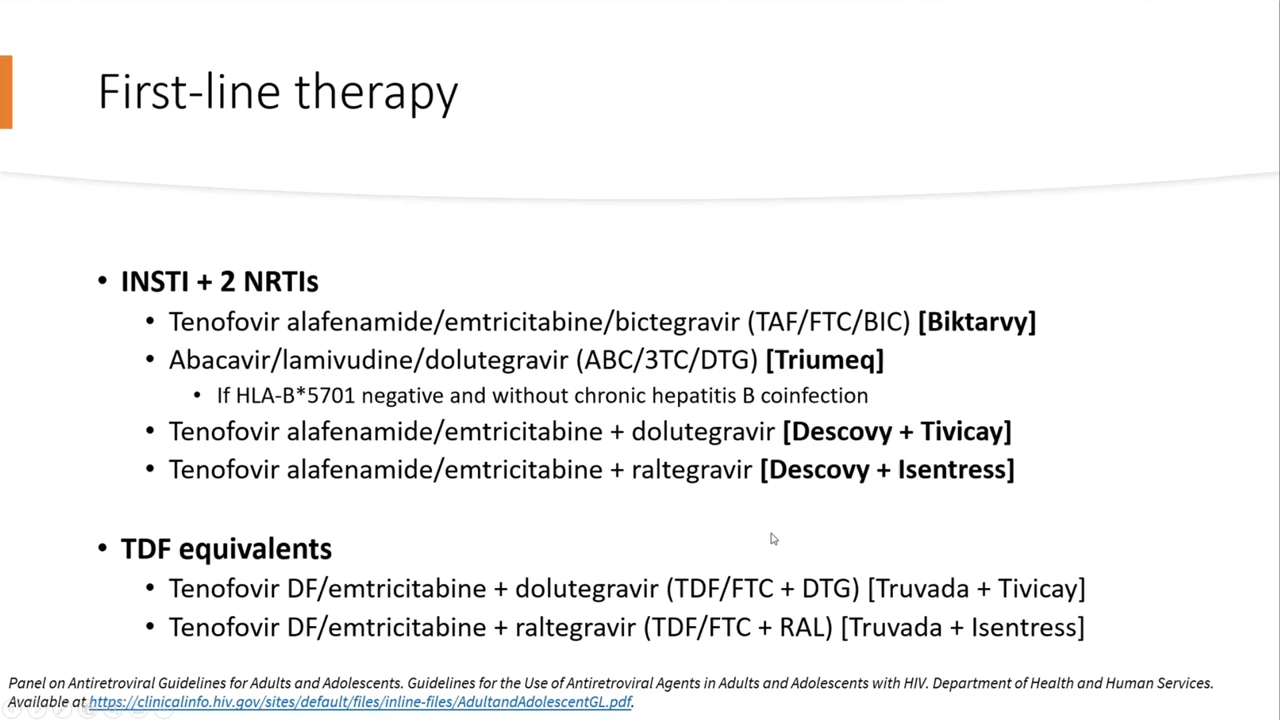 First-line therapy
• INSTI + 2 NRTIs
• Tenofovir alafenamide/emtricitabine/bictegravir (TAF/FTC/BIC) [Biktarvy]
• Abacavir/lamivudine/dolutegravir (ABC/3TC/DTG) [Triumeq]
• If HLA-B*5701 negative and without chronic hepatitis B coinfection
• Tenofovir alafenamide/emtricitabine + dolutegravir [Descovy + Tivicay]
• Tenofovir alafenamide/emtricitabine + raltegravir [Descovy + Isentress]
• TDF equivalents
• Tenofovir DF/emtricitabine + dolutegravir (TDF/FTC + DTG) [Truvada + Tivicay]
• Tenofovir DF/emtricitabine + raltegravir (TDF/FTC + RAL) [Truvada + Isentress]
Panel on Antiretroviral Guidelines for Adults and Adolescents. Guidelines for the Use of Antiretroviral Agents in Adults and Adolescents with HIV. Department of Health and Human Services.
Available at https://clinicalinfo.hiv.gov/sites/default/files/inline-files/AdultandAdolescentGL.pdf.